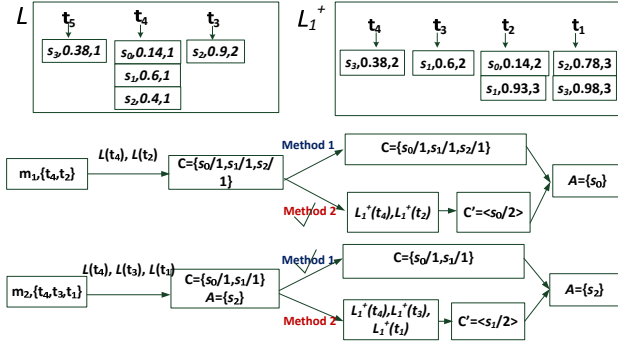 L t5 t4 t3 L1+ t4 t3 t2 t1
s3,0.38,1 s0,0.14,1 s2,0.9,2 s3,0.38,2 s1,0.6,2 s0,0.14,2 s2,0.78,3
s1,0.6,1 s1,0.93,3 s3,0.98,3
s2,0.4,1
m1,{t4,t2}
L(t4), L(t2)
C={s0/1,s1/1,s2/
1}
Method 1
C={s0/1,s1/1,s2/1}
Method 2
L1+(t4),L1+(t2)
C'=<s0/2>
A={s0}
m2,{t4,t3,t1}
L(t4), L(t3), L(t1)
C={s0/1,s1/1}
A={s2}
Method 1
C={s0/1,s1/1}
Method 2
L1+(t4),L1+(t3),
L1+(t1)
C'=<s1/2>
A={s2}